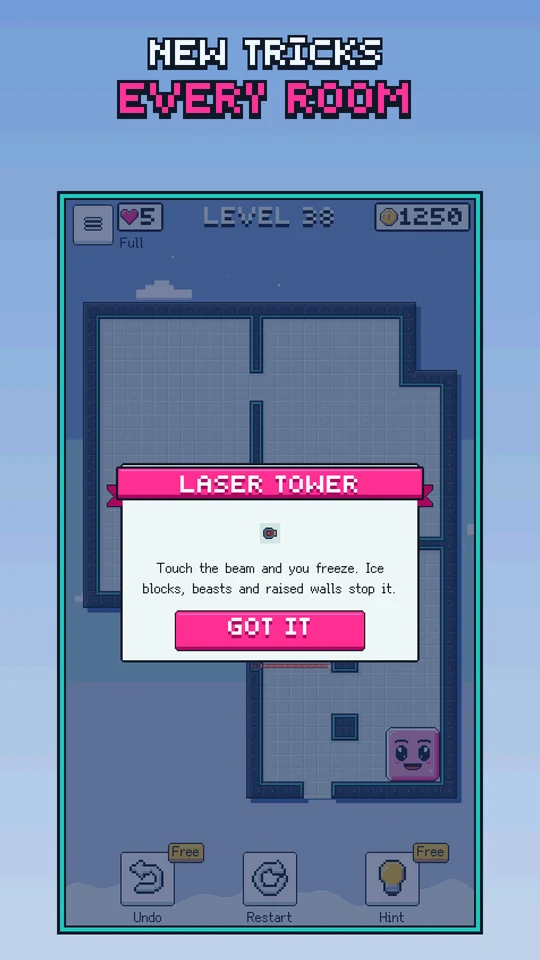 NEW TRICKS
EVERY ROOM
5
LEVEL 38
1250
Full
LASER TOWER
Touch the beam and you freeze. Ice
blocks, beasts and raised walls stop it.
GOT IT
Free
Free
Undo
Restart
Hint